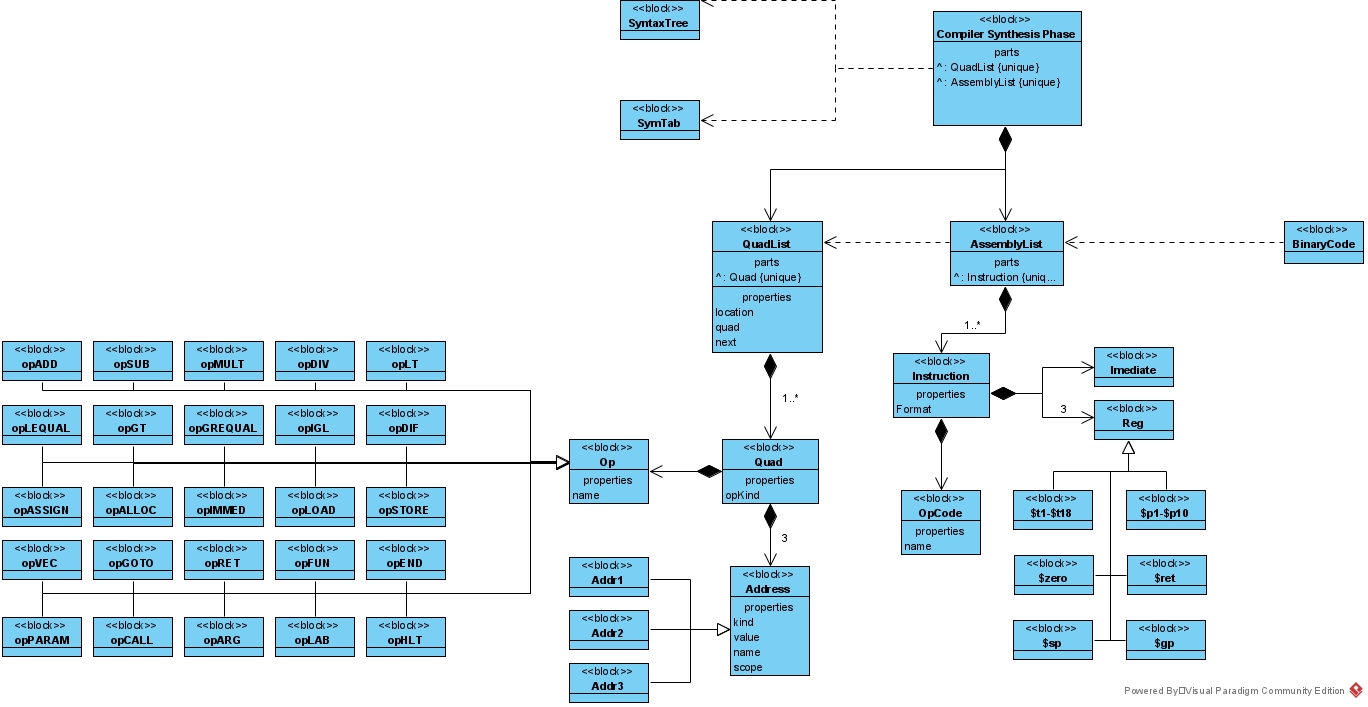 <<block>>
SyntaxTree
<<block>>
Compiler Synthesis Phase
parts
^ : QuadList {unique}
^ : AssemblyList {unique}
<<block>>
SymTab
<<block>>
QuadList
parts
^ : Quad {unique}
properties
location
quad
next
<<block>>
AssemblyList
parts
^ : Instruction {uniq...
<<block>>
BinaryCode
1..*
1..*
<<block>>
Instruction
properties
Format
<<block>>
Imediate
3
<<block>>
Reg
<<block>>
opADD
<<block>>
opSUB
<<block>>
opMULT
<<block>>
opDIV
<<block>>
opLT
<<block>>
opLEQUAL
<<block>>
opGT
<<block>>
opGREQUAL
<<block>>
opIGL
<<block>>
opDIF
<<block>>
Op
properties
name
<<block>>
Quad
properties
opKind
<<block>>
opASSIGN
<<block>>
opALLOC
<<block>>
opIMMED
<<block>>
opLOAD
<<block>>
opSTORE
<<block>>
OpCode
properties
name
<<block>>
$t1-$t18
<<block>>
$p1-$p10
3
<<block>>
opVEC
<<block>>
opGOTO
<<block>>
opRET
<<block>>
opFUN
<<block>>
opEND
<<block>>
Addr1
<<block>>
Address
properties
kind
value
name
scope
<<block>>
$zero
<<block>>
$ret
<<block>>
opPARAM
<<block>>
opCALL
<<block>>
opARG
<<block>>
opLAB
<<block>>
opHLT
<<block>>
Addr2
<<block>>
Addr3
<<block>>
$sp
<<block>>
$gp
Powered By□Visual Paradigm Community Edition